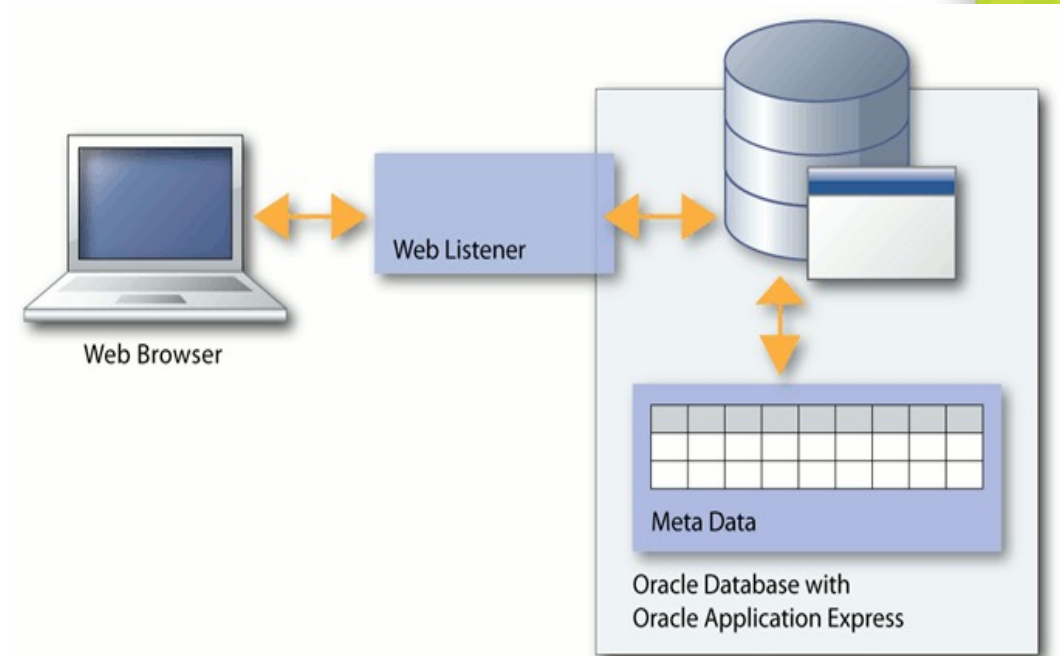 Web Listener
Web Browser
Meta Data
Oracle Database with
Oracle Application Express